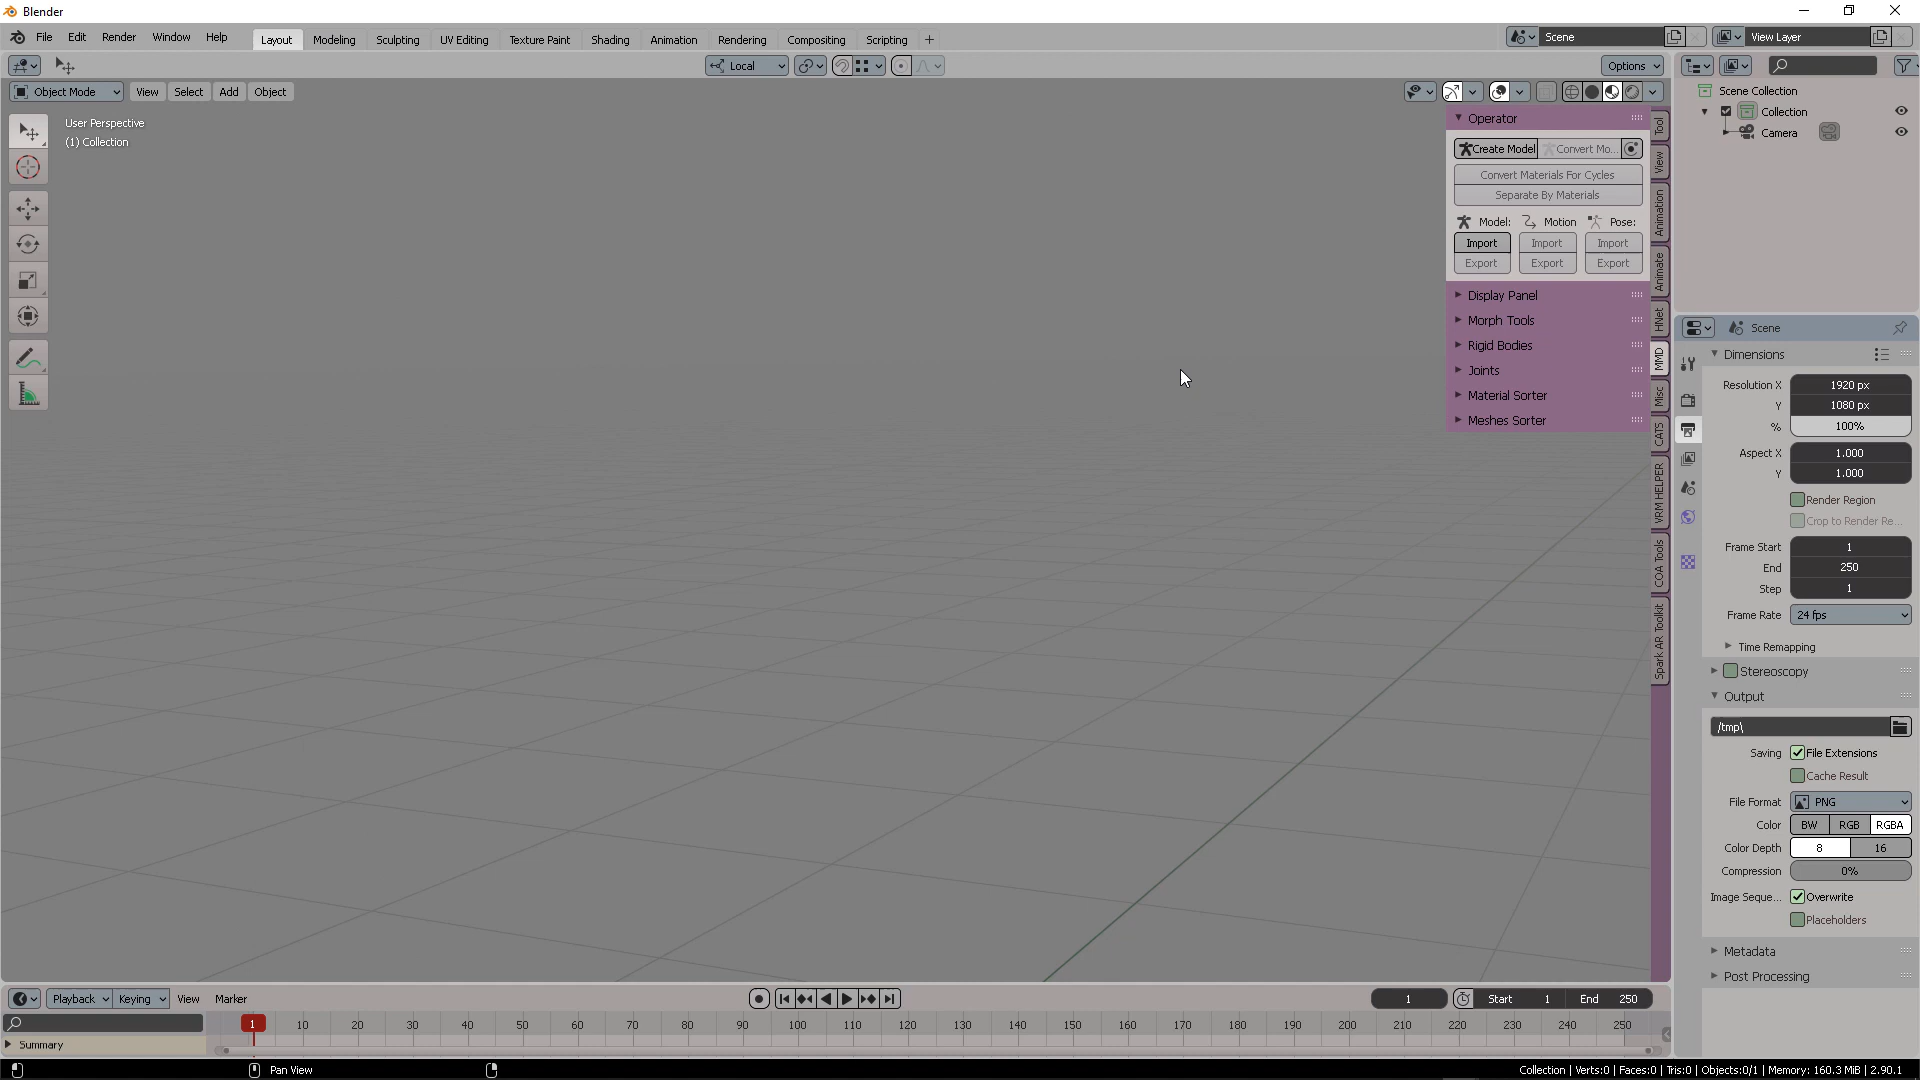 Blender
File Edit Render Window Help Layout Modeling Sculpting UV Editing Texture Paint Shading Animation Rendering Compositing Scripting + Scene View Layer
Local Options
Object Mode View Select Add Object
User Perspective
(1) Collection
Operator
Create Model Convert Mo...
Convert Materials For Cycles
Separate By Materials
Model: Motion Pose:
Import Import Import
Export Export Export
Display Panel
Morph Tools
Rigid Bodies
Joints
Material Sorter
Meshes Sorter
Tool
View
Animation
Animate
HNet
MMD
Misc
CATS
VRM HELPER
COA Tools
Spark AR Toolkit
Scene Collection
Collection
Camera
Scene
Dimensions
Resolution X 1920 px
Y 1080 px
% 100%
Aspect X 1.000
Y 1.000
Render Region
Crop to Render Re...
Frame Start 1
End 250
Step 1
Frame Rate 24 fps
Time Remapping
Stereoscopy
Output
/tmp\
Saving File Extensions
Cache Result
File Format PNG
Color BW RGB RGBA
Color Depth 8 16
Compression 0%
Image Seque... Overwrite
Placeholders
Metadata
Post Processing
Playback Keying View Marker 1 Start 1 End 250
1 10 20 30 40 50 60 70 80 90 100 110 120 130 140 150 160 170 180 190 200 210 220 230 240 250
Summary
Pan View Collection | Verts:0 | Faces:0 | Tris:0 | Objects:0/1 | Memory: 160.3 MiB | 2.90.1